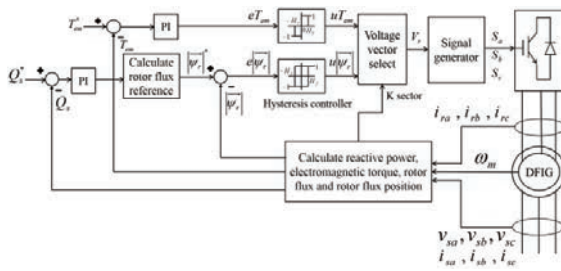 T*em
PI
eTem
uTem
Tem
Voltage
vector
select
Vr
Signal
generator
Sa
Sb
Sc
Q*s
PI
Calculate
rotor flux
reference
|ψr|*
e|ψr|
u|ψr|
Qs
|ψr|
Hysteresis controller
K sector
ira , irb , irc
Calculate reactive power,
electromagnetic torque, rotor
flux and rotor flux position
ωm
DFIG
vsa, vsb, vsc
isa , isb , isc